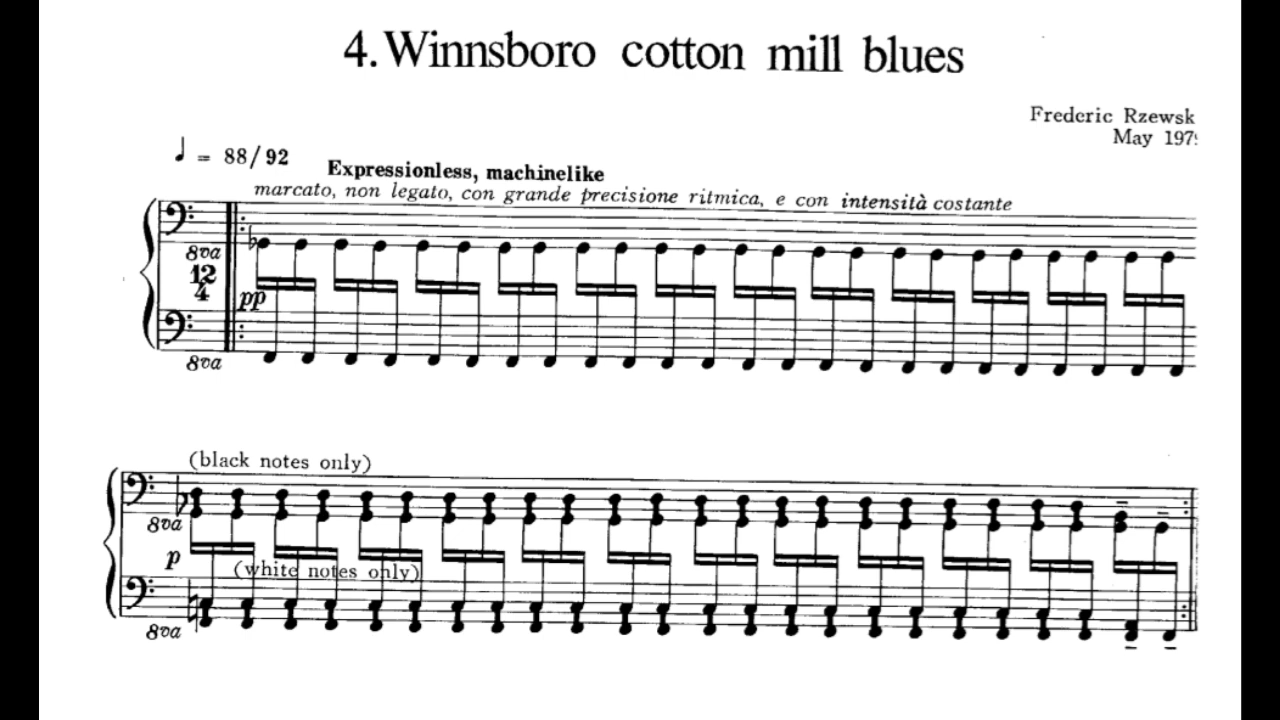 4. Winnsboro cotton mill blues
Frederic Rzewsk
May 197
♩ = 88/92
Expressionless, machinelike
marcato, non legato, con grande precisione ritmica, e con intensità costante
8va
12
4
pp
8va
(black notes only)
8va
p
(white notes only)
8va